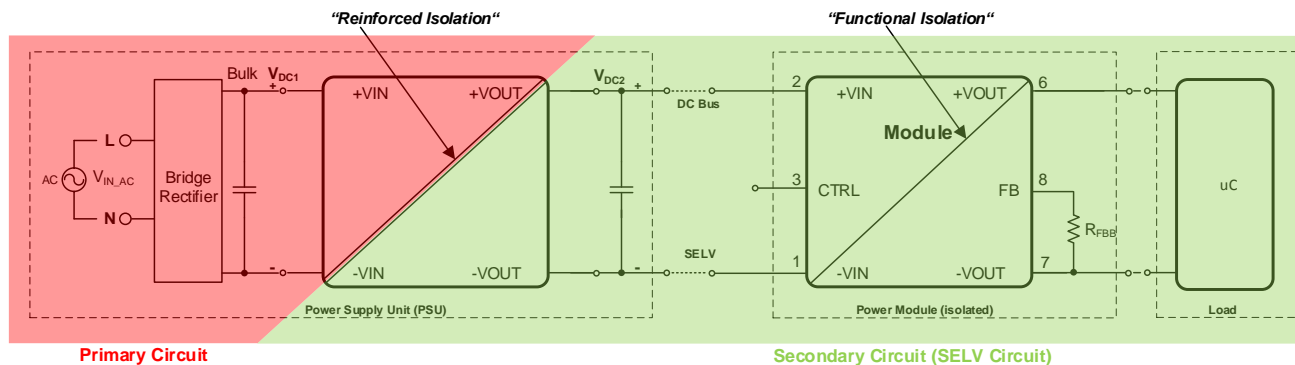 “Reinforced Isolation“
“Functional Isolation“
Bulk
VDC1
+
+VIN
+VOUT
VDC2
+
DC Bus
2
+VIN
+VOUT
6
Module
L
AC
VIN_AC
N
Bridge
Rectifier
3
CTRL
8
FB
RFBB
uC
-
-VIN
-VOUT
-
SELV
1
-VIN
-VOUT
7
Power Supply Unit (PSU)
Power Module (isolated)
Load
Primary Circuit
Secondary Circuit (SELV Circuit)